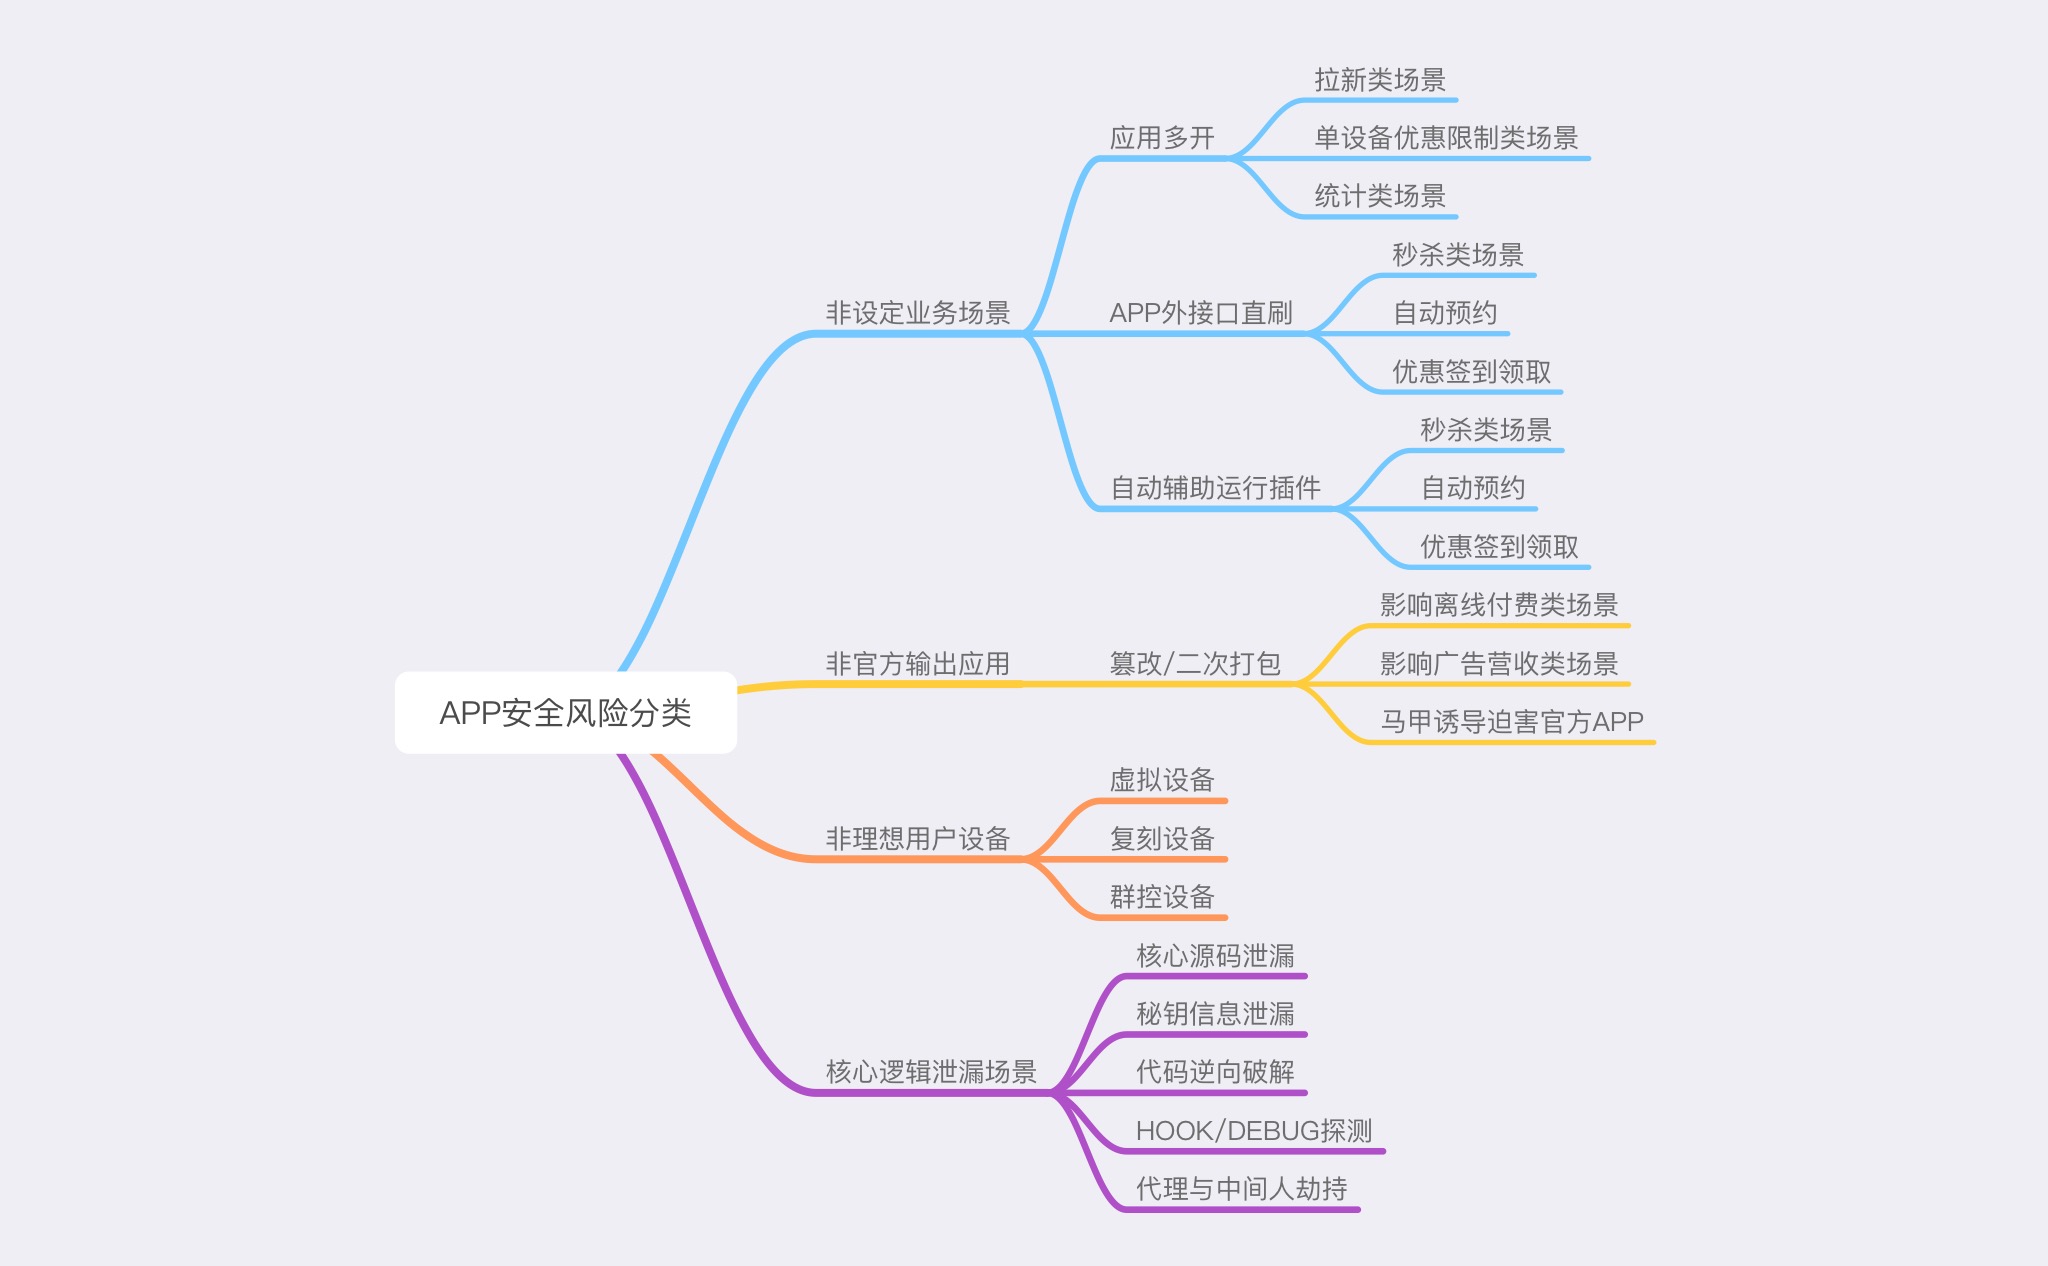 APP安全风险分类
非设定业务场景
应用多开
拉新类场景
单设备优惠限制类场景
统计类场景
APP外接口直刷
秒杀类场景
自动预约
优惠签到领取
自动辅助运行插件
秒杀类场景
自动预约
优惠签到领取
非官方输出应用
篡改/二次打包
影响离线付费类场景
影响广告营收类场景
马甲诱导迫害官方APP
非理想用户设备
虚拟设备
复刻设备
群控设备
核心逻辑泄漏场景
核心源码泄漏
秘钥信息泄漏
代码逆向破解
HOOK/DEBUG探测
代理与中间人劫持